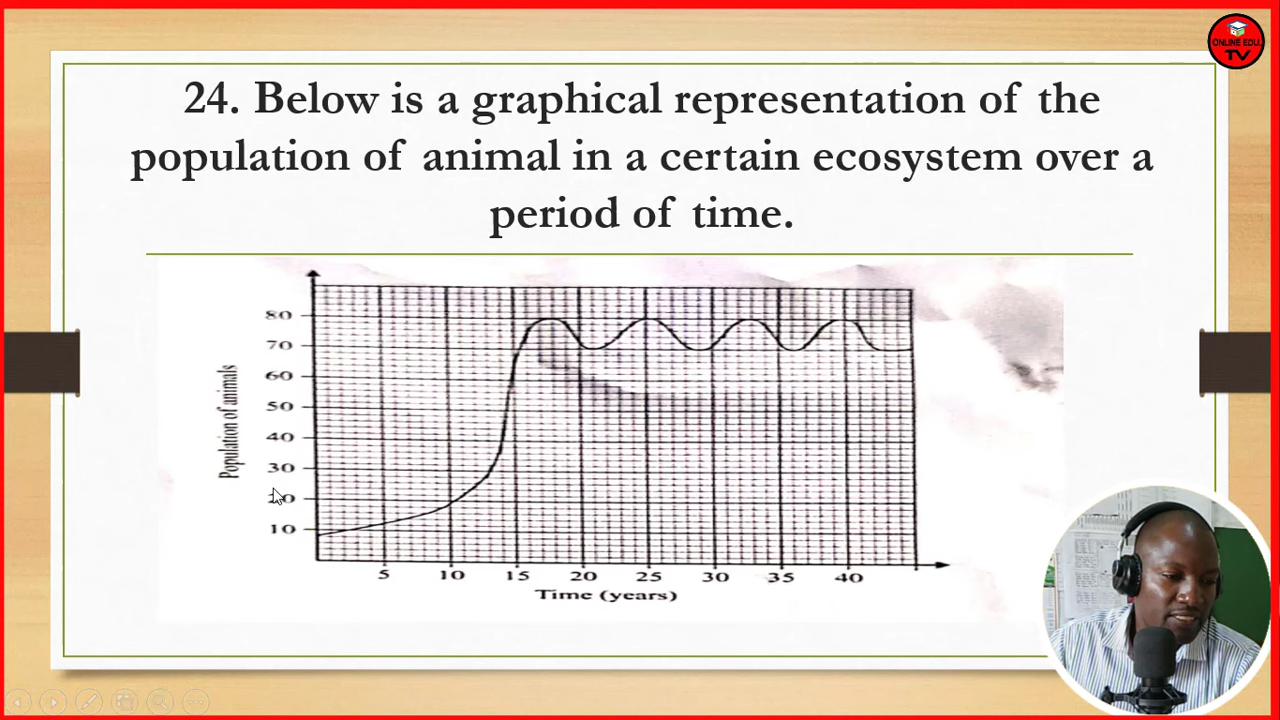 ONLINE EDU.
TV
24. Below is a graphical representation of the
population of animal in a certain ecosystem over a
period of time.
Population of animals
80
70
60
50
40
30
20
10
5 10 15 20 25 30 35 40
Time (years)